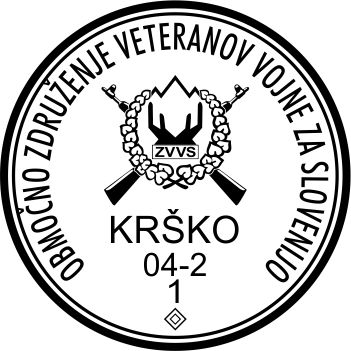 OBMOČNO ZDRUŽENJE VETERANOV VOJNE ZA SLOVENIJO
ZVVS
KRŠKO
04-2
1